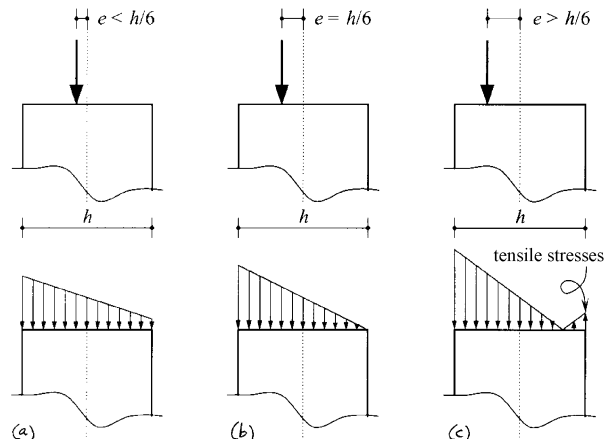 e < h/6
e = h/6
e > h/6
h
h
h
tensile stresses
(a)
(b)
(c)